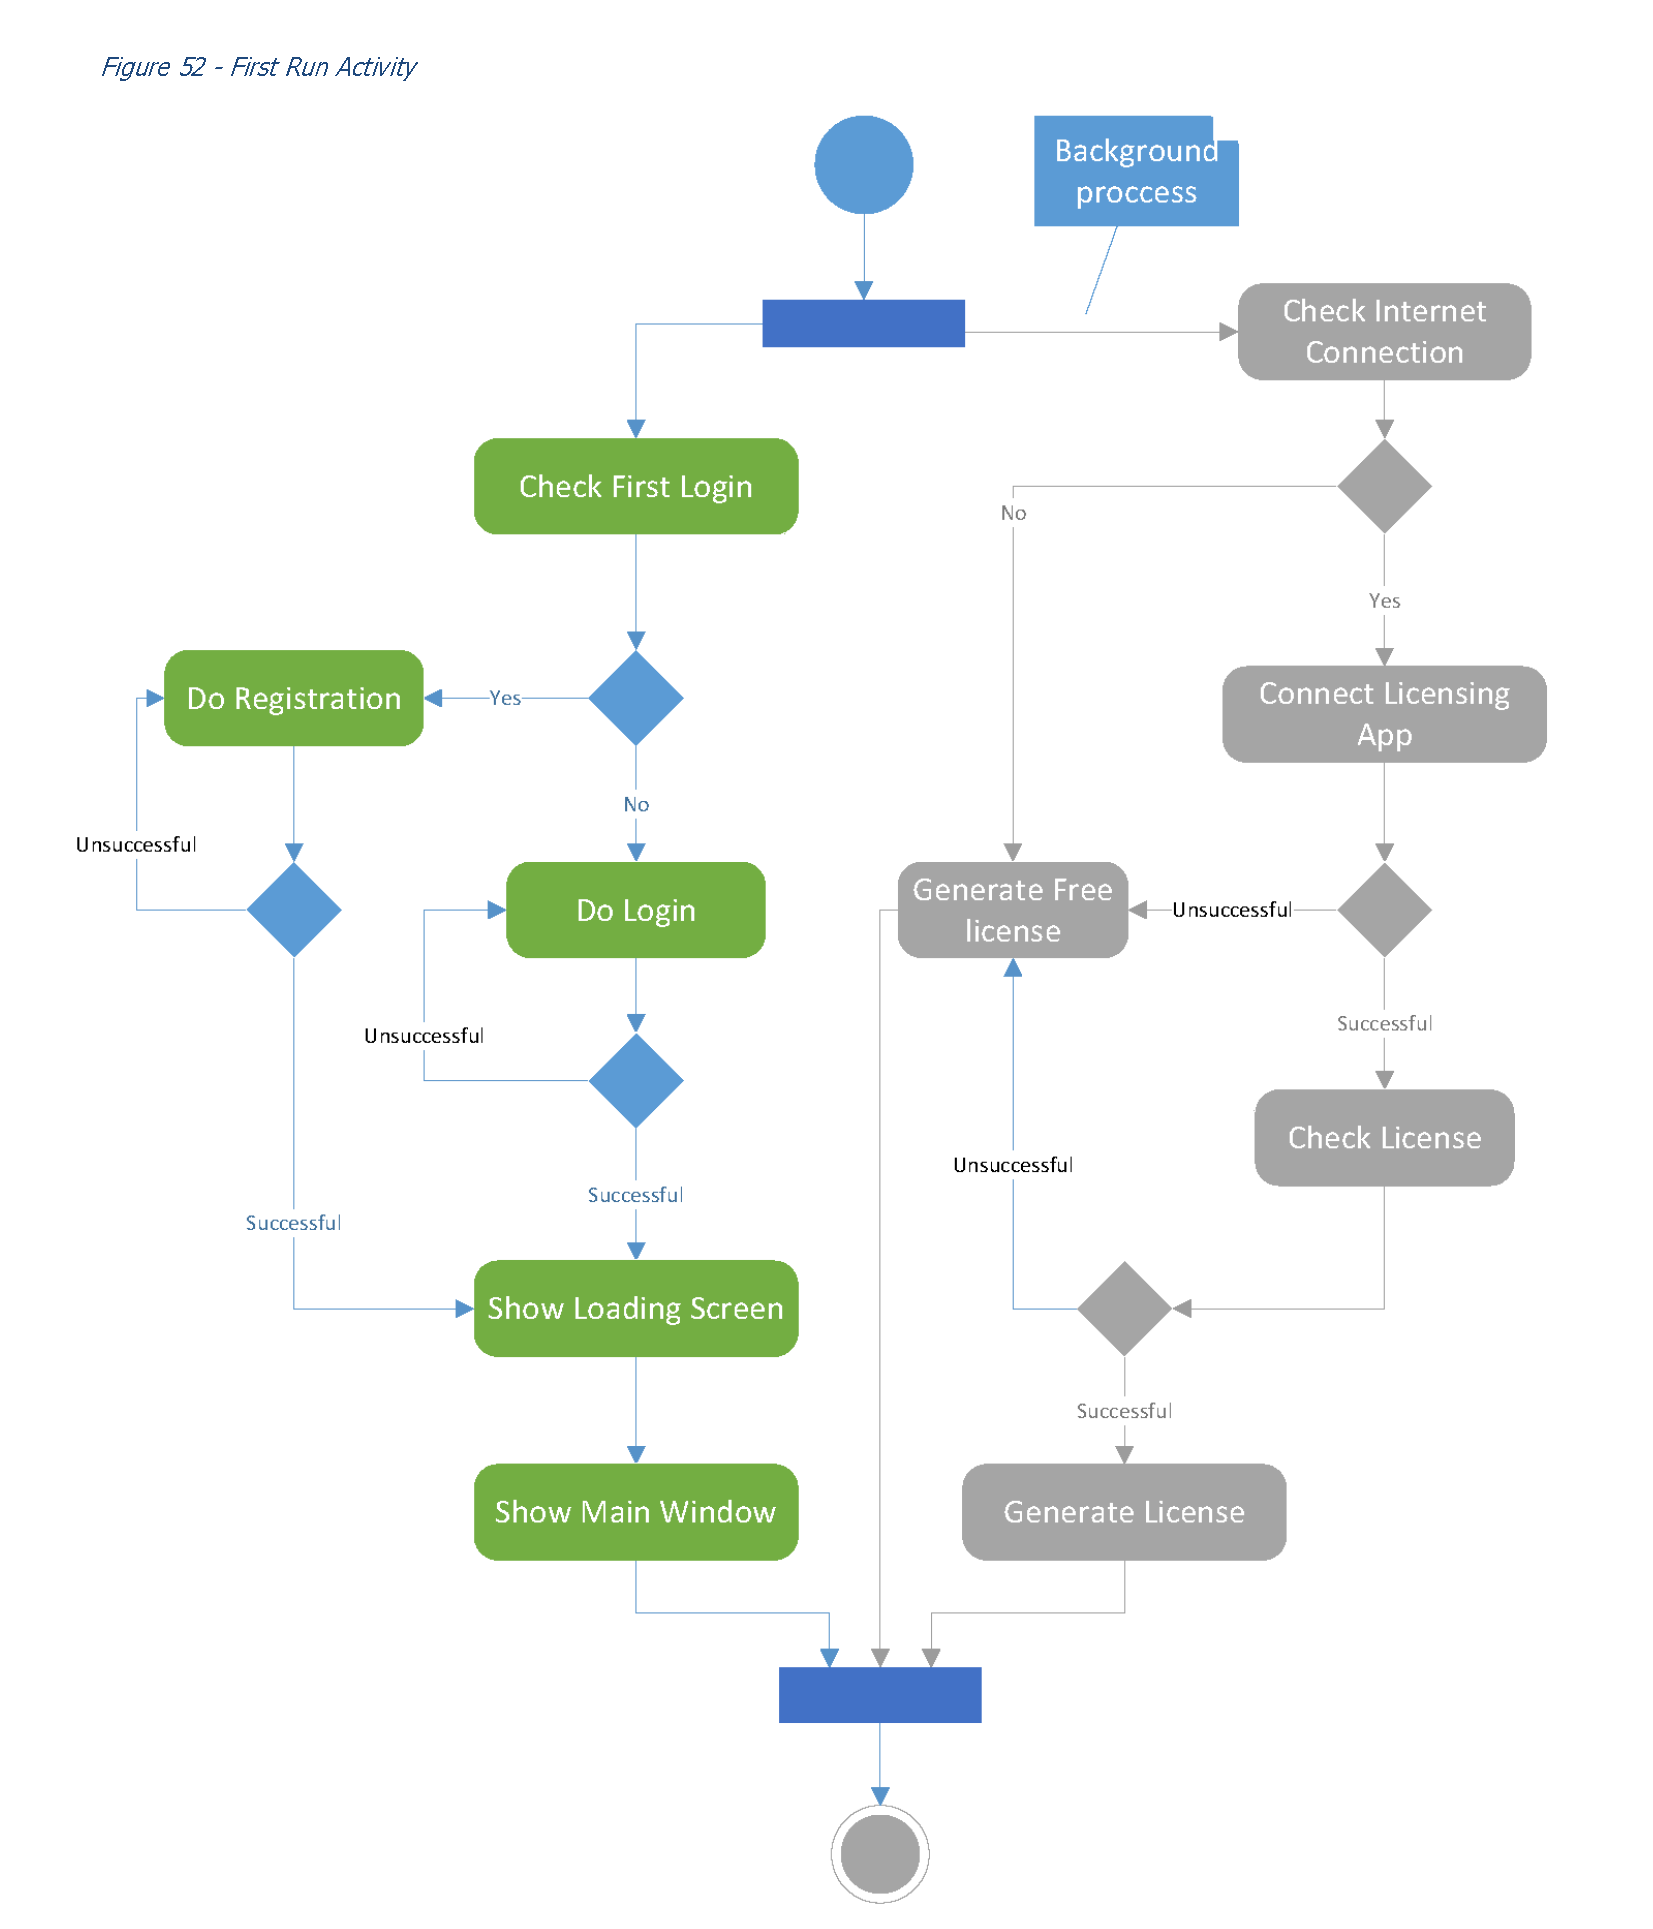 Figure 52 - First Run Activity
Background
proccess
Check Internet
Connection
Check First Login
No
Yes
Do Registration
Yes
Connect Licensing
App
No
Unsuccessful
Do Login
Generate Free
license
Unsuccessful
Unsuccessful
Successful
Check License
Unsuccessful
Successful
Successful
Show Loading Screen
Successful
Show Main Window
Generate License